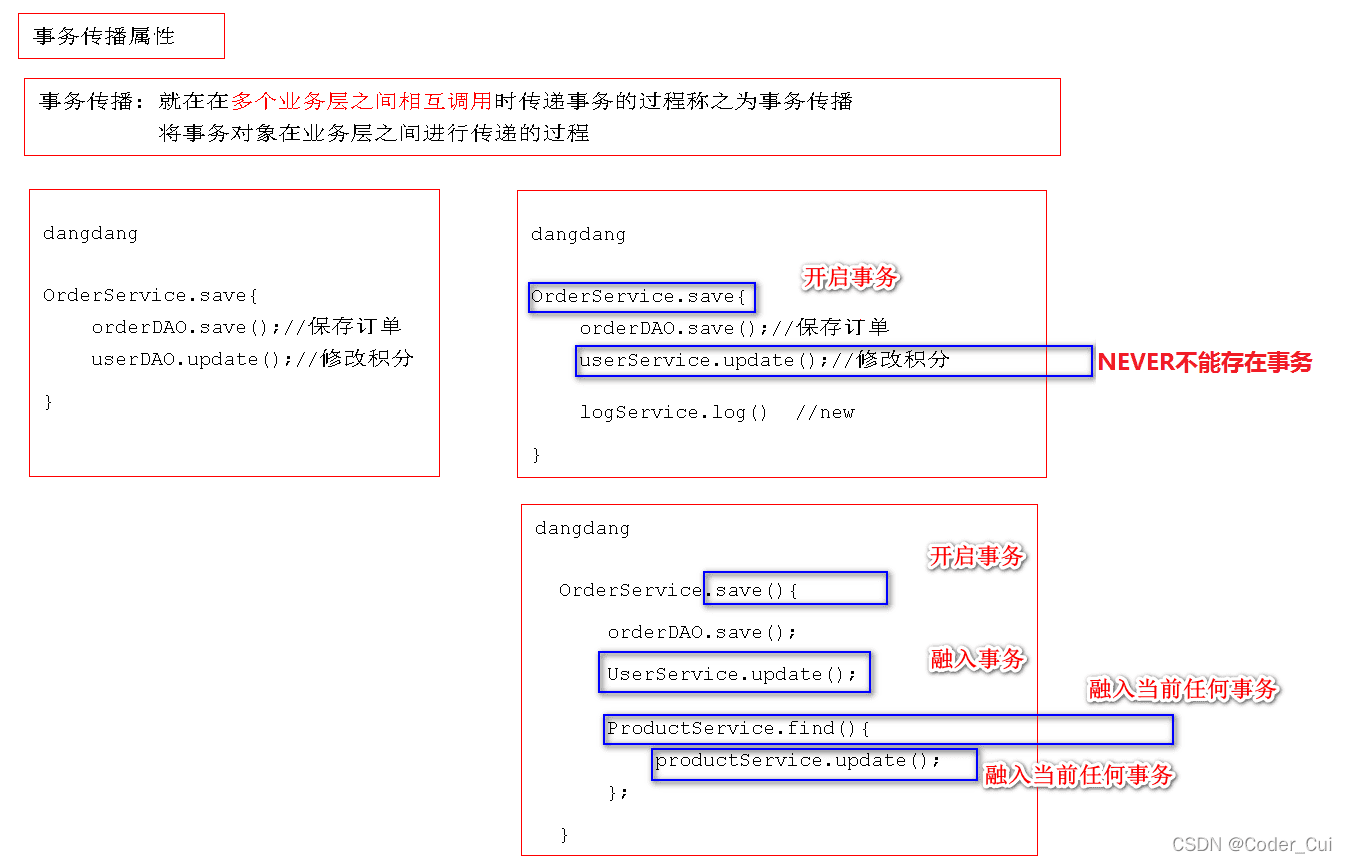 事务传播属性
事务传播：就在在多个业务层之间相互调用时传递事务的过程称之为事务传播
将事务对象在业务层之间进行传递的过程
dangdang
OrderService.save{
orderDAO.save();//保存订单
userDAO.update();//修改积分
}
dangdang
开启事务
OrderService.save{
orderDAO.save();//保存订单
userService.update();//修改积分
NEVER不能存在事务
logService.log() //new
}
dangdang
开启事务
OrderService.save(){
orderDAO.save();
融入事务
UserService.update();
融入当前任何事务
ProductService.find(){
productService.update();
融入当前任何事务
};
}
CSDN @Coder_Cui